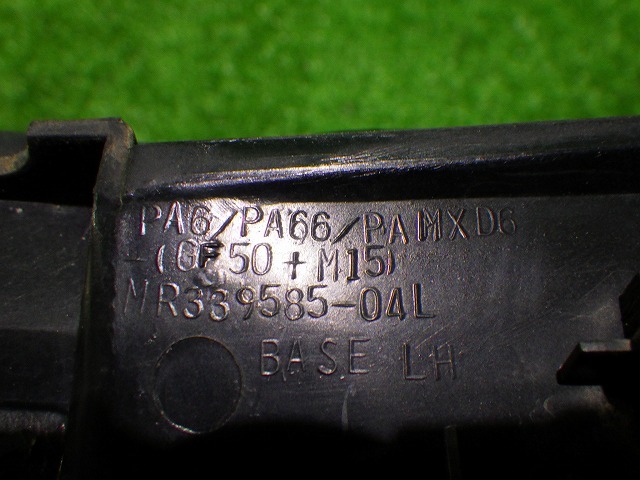 PA6/PA66/PAMXD6
-(GF50+M15)
MR339585-04L
BASE LH